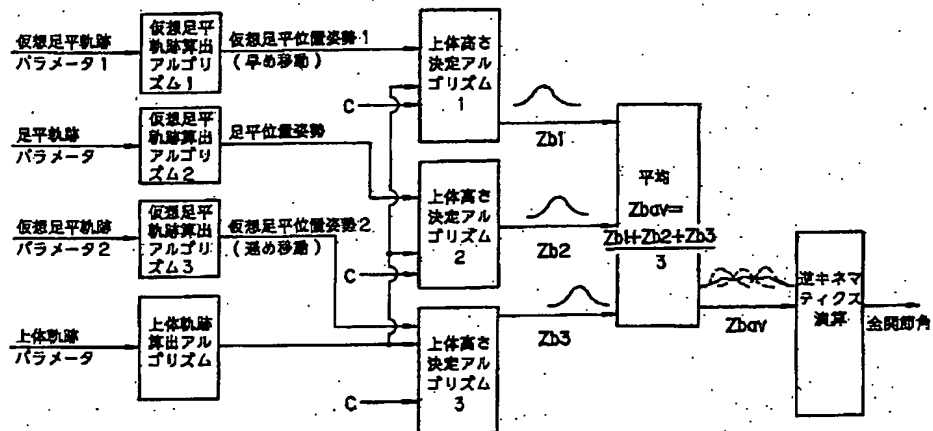 仮想足平軌跡
パラメータ1
仮想足平
軌跡算出
アルゴリ
ズム1
仮想足平位置姿勢1
(早め移動)
上体高さ
決定アル
ゴリズム
1
C
Zb1
足平軌跡
パラメータ
仮想足平
軌跡算出
アルゴリ
ズム2
足平位置姿勢
上体高さ
決定アル
ゴリズム
2
C
Zb2
仮想足平軌跡
パラメータ2
仮想足平
軌跡算出
アルゴリ
ズム3
仮想足平位置姿勢2
(遅め移動)
上体軌跡
パラメータ
上体軌跡
算出アル
ゴリズム
上体高さ
決定アル
ゴリズム
3
C
Zb3
平均
Zbav=
Zb1+Zb2+Zb3
3
Zbav
逆キネマ
ティクス
演算
全関節角